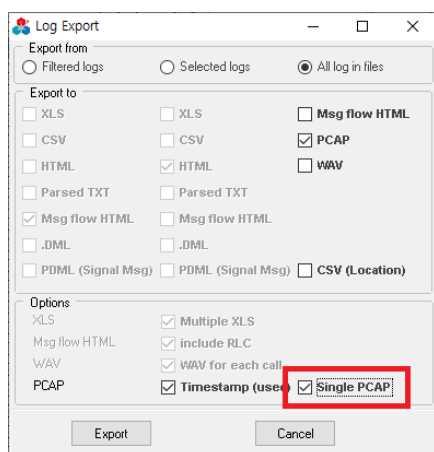 Log Export
Export from
Filtered logs Selected logs All log in files
Export to
XLS XLS Msg flow HTML
CSV CSV PCAP
HTML HTML WAV
Parsed TXT Parsed TXT
Msg flow HTML Msg flow HTML
.DML .DML
PDML (Signal Msg) PDML (Signal Msg) CSV (Location)
Options
XLS Multiple XLS
Msg flow HTML include RLC
WAV WAV for each call
PCAP Timestamp (usec) Single PCAP
Export Cancel